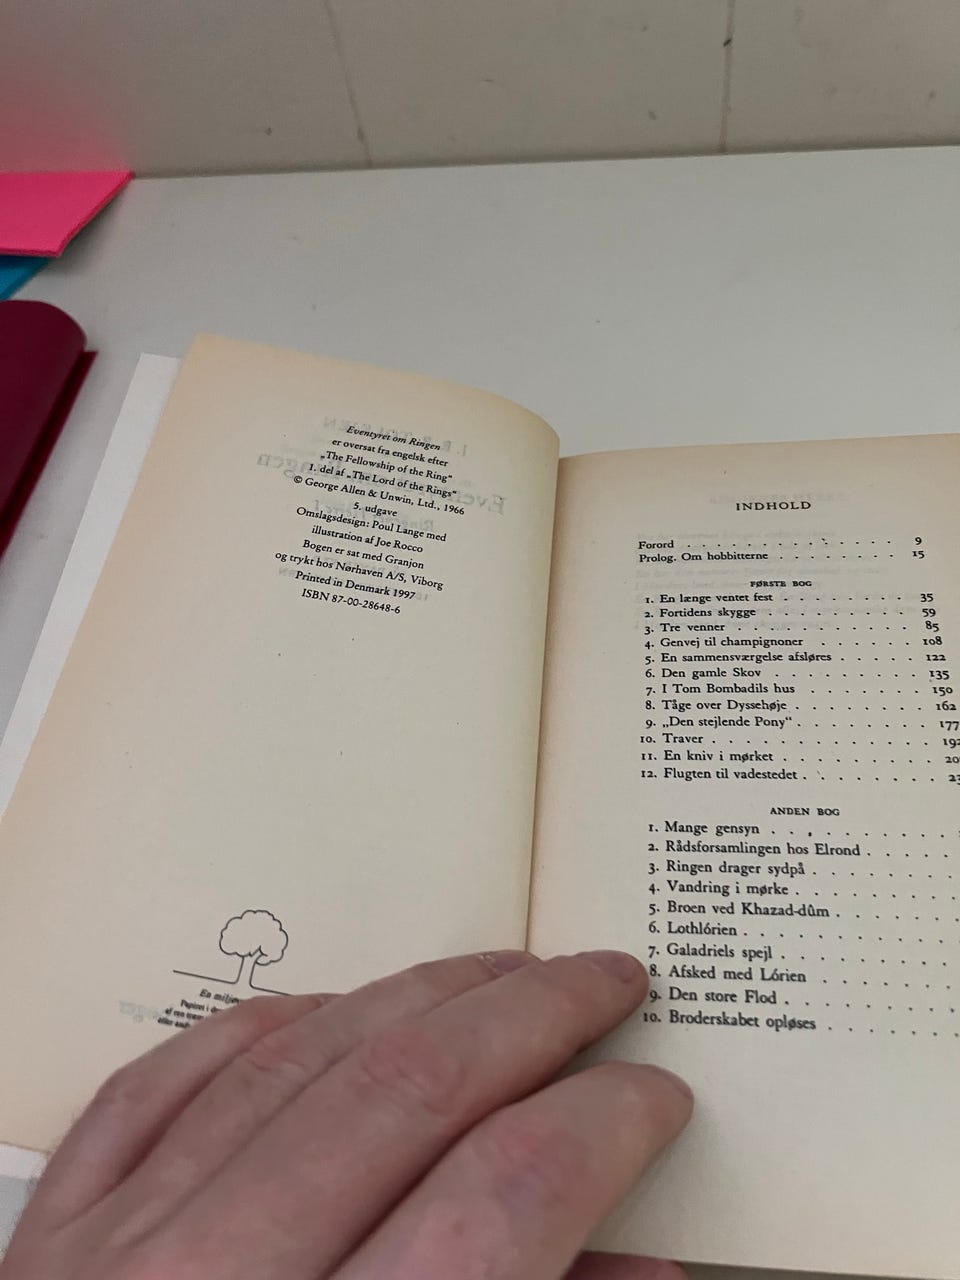 Eventyret om Ringen
er oversat fra engelsk efter
„The Fellowship of the Ring“
1. del af „The Lord of the Rings“
© George Allen & Unwin, Ltd., 1966
5. udgave
Omslagsdesign: Poul Lange med
illustration af Joe Rocco
Bogen er sat med Granjon
og trykt hos Nørhaven A/S, Viborg
Printed in Denmark 1997
ISBN 87-00-28648-6
En
INDHOLD
Forord . . . . . . . . . . . . 9
Prolog. Om hobbitterne . . . . . . . . 15
FØRSTE BOG
1. En længe ventet fest . . . . . . . . 35
2. Fortidens skygge . . . . . . . . . 59
3. Tre venner . . . . . . . . . . . 85
4. Genvej til champignoner . . . . . . 108
5. En sammensværgelse afsløres . . . . . 122
6. Den gamle Skov . . . . . . . . . 135
7. I Tom Bombadils hus . . . . . . . 150
8. Tåge over Dyssehøje . . . . . . . . 162
9. „Den stejlende Pony“ . . . . . . . . 177
10. Traver . . . . . . . . . . . . 192
11. En kniv i mørket . . . . . . . . . 20
12. Flugten til vadestedet . . . . . . . . 23
ANDEN BOG
1. Mange gensyn . . . . . . . . .
2. Rådsforsamlingen hos Elrond . . . . .
3. Ringen drager sydpå . . . . . . .
4. Vandring i mørke . . . . . . . .
5. Broen ved Khazad-dûm . . . . . .
6. Lothlórien . . . . . . . . . .
7. Galadriels spejl . . . . . . . .
8. Afsked med Lórien . . . . . . .
9. Den store Flod . . . . . . . .
10. Broderskabet opløses . . . . . . .